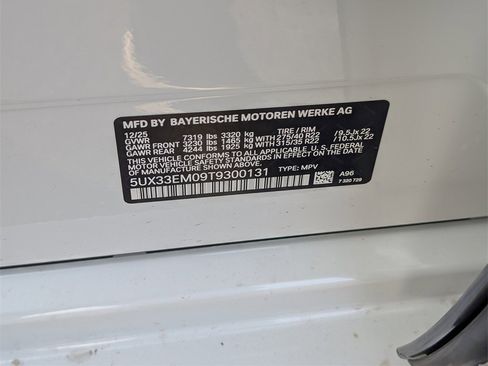 MFD BY BAYERISCHE MOTOREN WERKE AG
12/25 TIRE / RIM
GVWR 7319 lbs 3320 kg
GAWR FRONT 3230 lbs 1465 kg WITH 275/40 R22 /9.5Jx 22
GAWR REAR 4244 lbs 1925 kg WITH 315/35 R22 /10.5Jx 22
THIS VEHICLE CONFORMS TO ALL APPLICABLE, U. S. FEDERAL
MOTOR VEHICLE SAFETY STANDARDS IN EFFECT ON THE
DATE OF MANUFACTURE SHOWN ABOVE.
5UX33EM09T9300131 TYPE: MPV A96
7 320 729